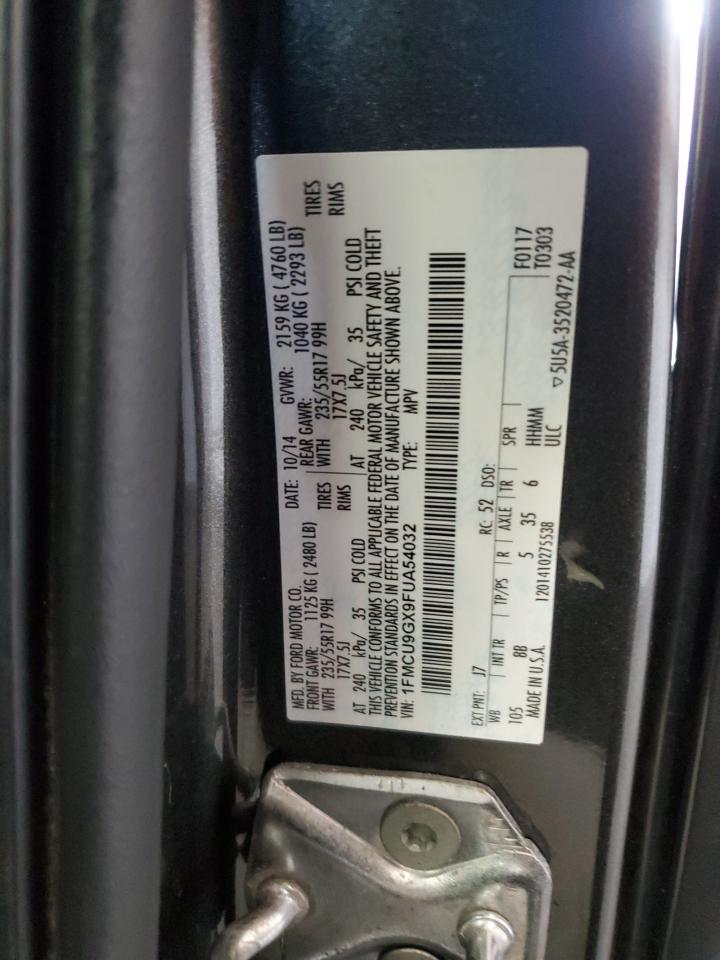 MFD. BY FORD MOTOR CO. DATE: 10/14 GVWR: 2159 KG ( 4760 LB)
FRONT GAWR: 1125 KG ( 2480 LB) REAR GAWR: 1040 KG ( 2293 LB)
WITH 235/55R17 99H TIRES WITH 235/55R17 99H TIRES
17X7.5J RIMS 17X7.5J RIMS
AT 240 kPa/ 35 PSI COLD AT 240 kPa/ 35 PSI COLD
THIS VEHICLE CONFORMS TO ALL APPLICABLE FEDERAL MOTOR VEHICLE SAFETY AND THEFT
PREVENTION STANDARDS IN EFFECT ON THE DATE OF MANUFACTURE SHOWN ABOVE.
VIN: 1FMCU9GX9FUA54032 TYPE: MPV
EXT PNT: J7 RC: 52 DSO: F0117
WB INT TR TP/PS R AXLE TR SPR T0303
105 BB 5 35 6 HHMM
MADE IN U.S.A. 1201410275538 ULC ▽5U5A-3520472-AA